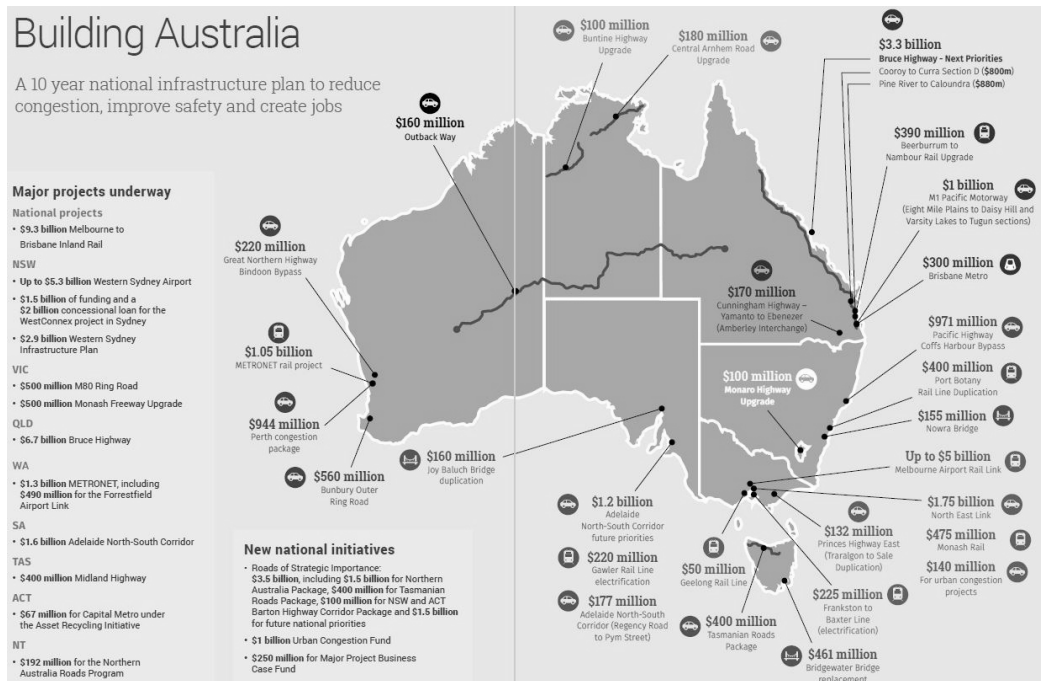 Building Australia
A 10 year national infrastructure plan to reduce
congestion, improve safety and create jobs
Major projects underway
National projects
• $9.3 billion Melbourne to
Brisbane Inland Rail
NSW
• Up to $5.3 billion Western Sydney Airport
• $1.5 billion of funding and a
$2 billion concessional loan for the
WestConnex project in Sydney
• $2.9 billion Western Sydney
Infrastructure Plan
VIC
• $500 million M80 Ring Road
• $500 million Monash Freeway Upgrade
QLD
• $6.7 billion Bruce Highway
WA
• $1.3 billion METRONET, including
$490 million for the Forrestfield
Airport Link
SA
• $1.6 billion Adelaide North-South Corridor
TAS
• $400 million Midland Highway
ACT
• $67 million for Capital Metro under
the Asset Recycling Initiative
NT
• $192 million for the Northern
Australia Roads Program
$160 million
Outback Way
$220 million
Great Northern Highway
Bindoon Bypass
$1.05 billion
METRONET rail project
$944 million
Perth congestion
package
$560 million
Bunbury Outer
Ring Road
$160 million
Joy Baluch Bridge
duplication
New national initiatives
• Roads of Strategic Importance:
$3.5 billion, including $1.5 billion for Northern
Australia Package, $400 million for Tasmanian
Roads Package, $100 million for NSW and ACT
Barton Highway Corridor Package and $1.5 billion
for future national priorities
• $1 billion Urban Congestion Fund
• $250 million for Major Project Business
Case Fund
$100 million
Buntine Highway
Upgrade
$180 million
Central Arnhem Road
Upgrade
$3.3 billion
Bruce Highway - Next Priorities
Cooroy to Curra Section D ($800m)
Pine River to Caloundra ($880m)
$390 million
Beerburrum to
Nambour Rail Upgrade
$1 billion
M1 Pacific Motorway
(Eight Mile Plains to Daisy Hill and
Varsity Lakes to Tugun sections)
$300 million
Brisbane Metro
$170 million
Cunningham Highway –
Yamanto to Ebenezer
(Amberley Interchange)
$971 million
Pacific Highway
Coffs Harbour Bypass
$400 million
Port Botany
Rail Line Duplication
$100 million
Monaro Highway
Upgrade
$155 million
Nowra Bridge
Up to $5 billion
Melbourne Airport Rail Link
$1.75 billion
North East Link
$475 million
Monash Rail
$140 million
For urban congestion
projects
$132 million
Princes Highway East
(Traralgon to Sale
Duplication)
$225 million
Frankston to
Baxter Line
(electrification)
$1.2 billion
Adelaide
North-South Corridor
future priorities
$220 million
Gawler Rail Line
electrification
$177 million
Adelaide North-South
Corridor (Regency Road
to Pym Street)
$50 million
Geelong Rail Line
$400 million
Tasmanian Roads
Package
$461 million
Bridgewater Bridge
replacement